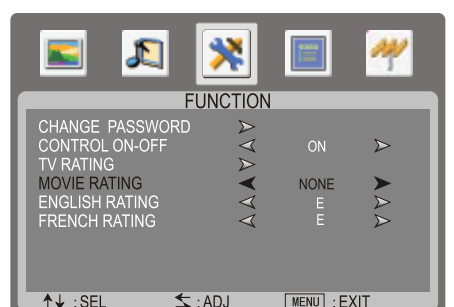 FUNCTION
CHANGE PASSWORD
CONTROL ON-OFF ON
TV RATING
MOVIE RATING NONE
ENGLISH RATING E
FRENCH RATING E
: SEL : ADJ MENU : EXIT